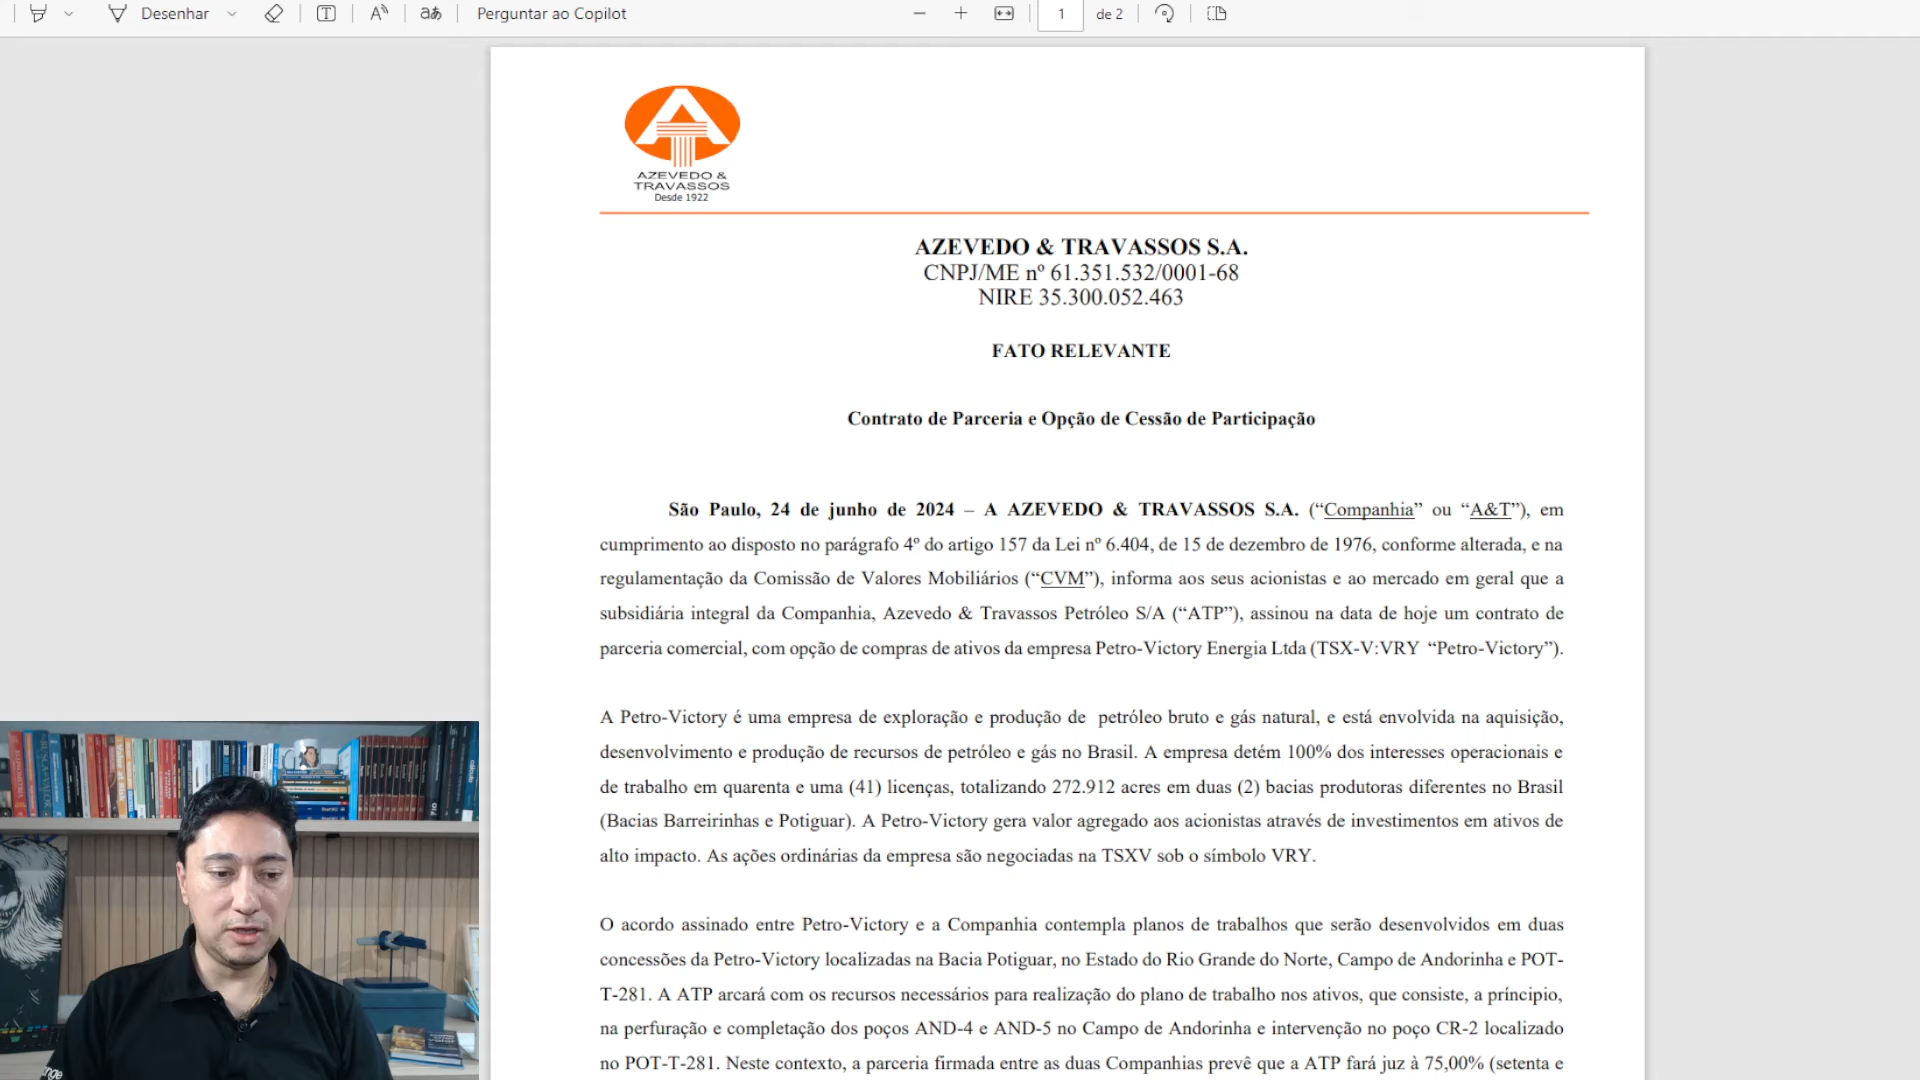 Desenhar
Perguntar ao Copilot
1 de 2
AZEVEDO &
TRAVASSOS
Desde 1922
AZEVEDO & TRAVASSOS S.A.
CNPJ/ME nº 61.351.532/0001-68
NIRE 35.300.052.463
FATO RELEVANTE
Contrato de Parceria e Opção de Cessão de Participação
São Paulo, 24 de junho de 2024 – A AZEVEDO & TRAVASSOS S.A. (“Companhia” ou “A&T”), em
cumprimento ao disposto no parágrafo 4º do artigo 157 da Lei nº 6.404, de 15 de dezembro de 1976, conforme alterada, e na
regulamentação da Comissão de Valores Mobiliários (“CVM”), informa aos seus acionistas e ao mercado em geral que a
subsidiária integral da Companhia, Azevedo & Travassos Petróleo S/A (“ATP”), assinou na data de hoje um contrato de
parceria comercial, com opção de compras de ativos da empresa Petro-Victory Energia Ltda (TSX-V:VRY “Petro-Victory”).
A Petro-Victory é uma empresa de exploração e produção de petróleo bruto e gás natural, e está envolvida na aquisição,
desenvolvimento e produção de recursos de petróleo e gás no Brasil. A empresa detém 100% dos interesses operacionais e
de trabalho em quarenta e uma (41) licenças, totalizando 272.912 acres em duas (2) bacias produtoras diferentes no Brasil
(Bacias Barreirinhas e Potiguar). A Petro-Victory gera valor agregado aos acionistas através de investimentos em ativos de
alto impacto. As ações ordinárias da empresa são negociadas na TSXV sob o símbolo VRY.
O acordo assinado entre Petro-Victory e a Companhia contempla planos de trabalhos que serão desenvolvidos em duas
concessões da Petro-Victory localizadas na Bacia Potiguar, no Estado do Rio Grande do Norte, Campo de Andorinha e POT-
T-281. A ATP arcará com os recursos necessários para realização do plano de trabalho nos ativos, que consiste, a príncipio,
na perfuração e completação dos poços AND-4 e AND-5 no Campo de Andorinha e intervenção no poço CR-2 localizado
no POT-T-281. Neste contexto, a parceria firmada entre as duas Companhias prevê que a ATP fará juz à 75,00% (setenta e